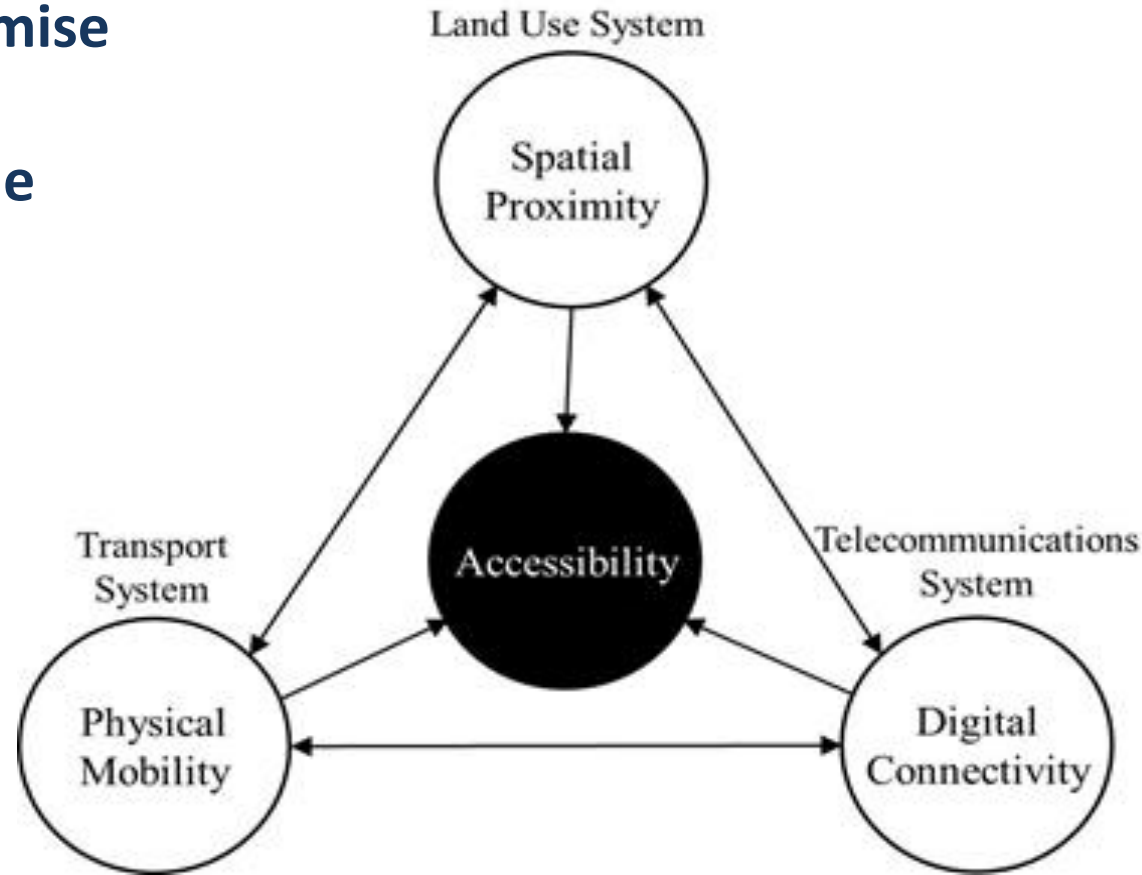 mise
e
Land Use System
Spatial
Proximity
Accessibility
Transport
System
Physical
Mobility
Telecommunications
System
Digital
Connectivity